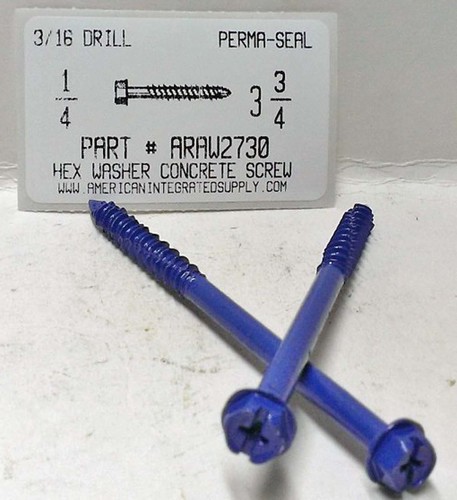 3/16 DRILL PERMA-SEAL
1/4 3 3/4
PART # ARAW2730
HEX WASHER CONCRETE SCREW
WWW.AMERICANINTEGRATEDSUPPLY.COM